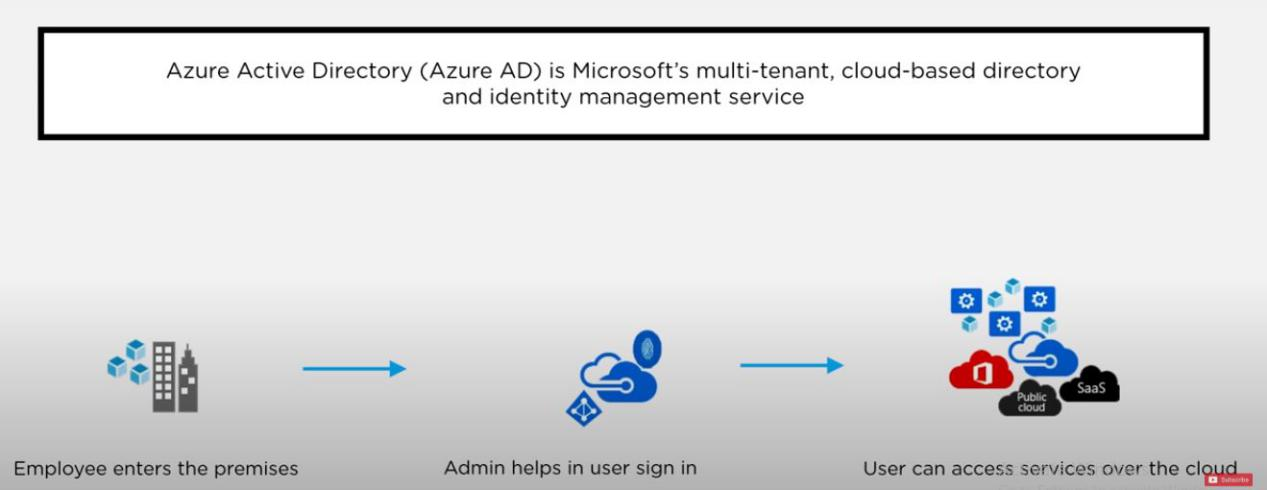 Azure Active Directory (Azure AD) is Microsoft's multi-tenant, cloud-based directory
and identity management service
Public
cloud
SaaS
Employee enters the premises
Admin helps in user sign in
User can access services over the cloud
Subscribe